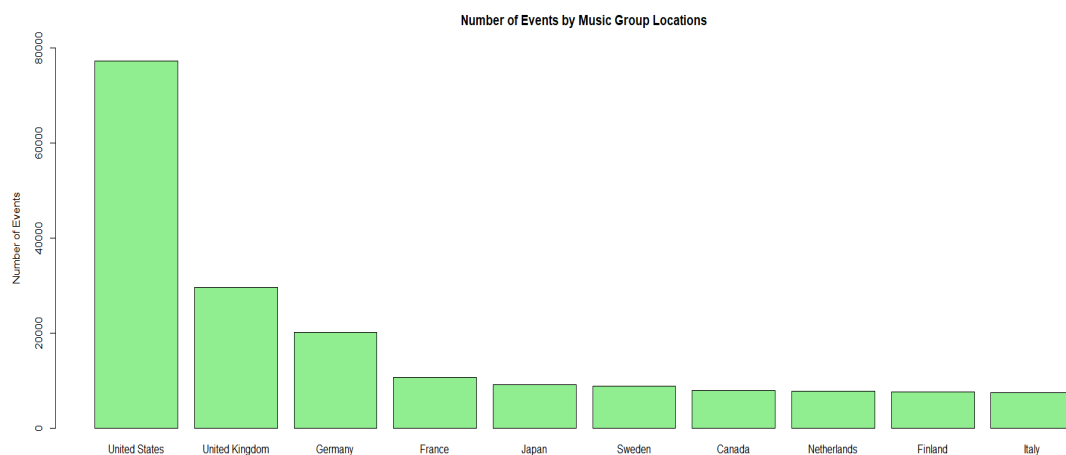 Number of Events by Music Group Locations
Number of Events
80000
60000
40000
20000
0
United States United Kingdom Germany France Japan Sweden Canada Netherlands Finland Italy